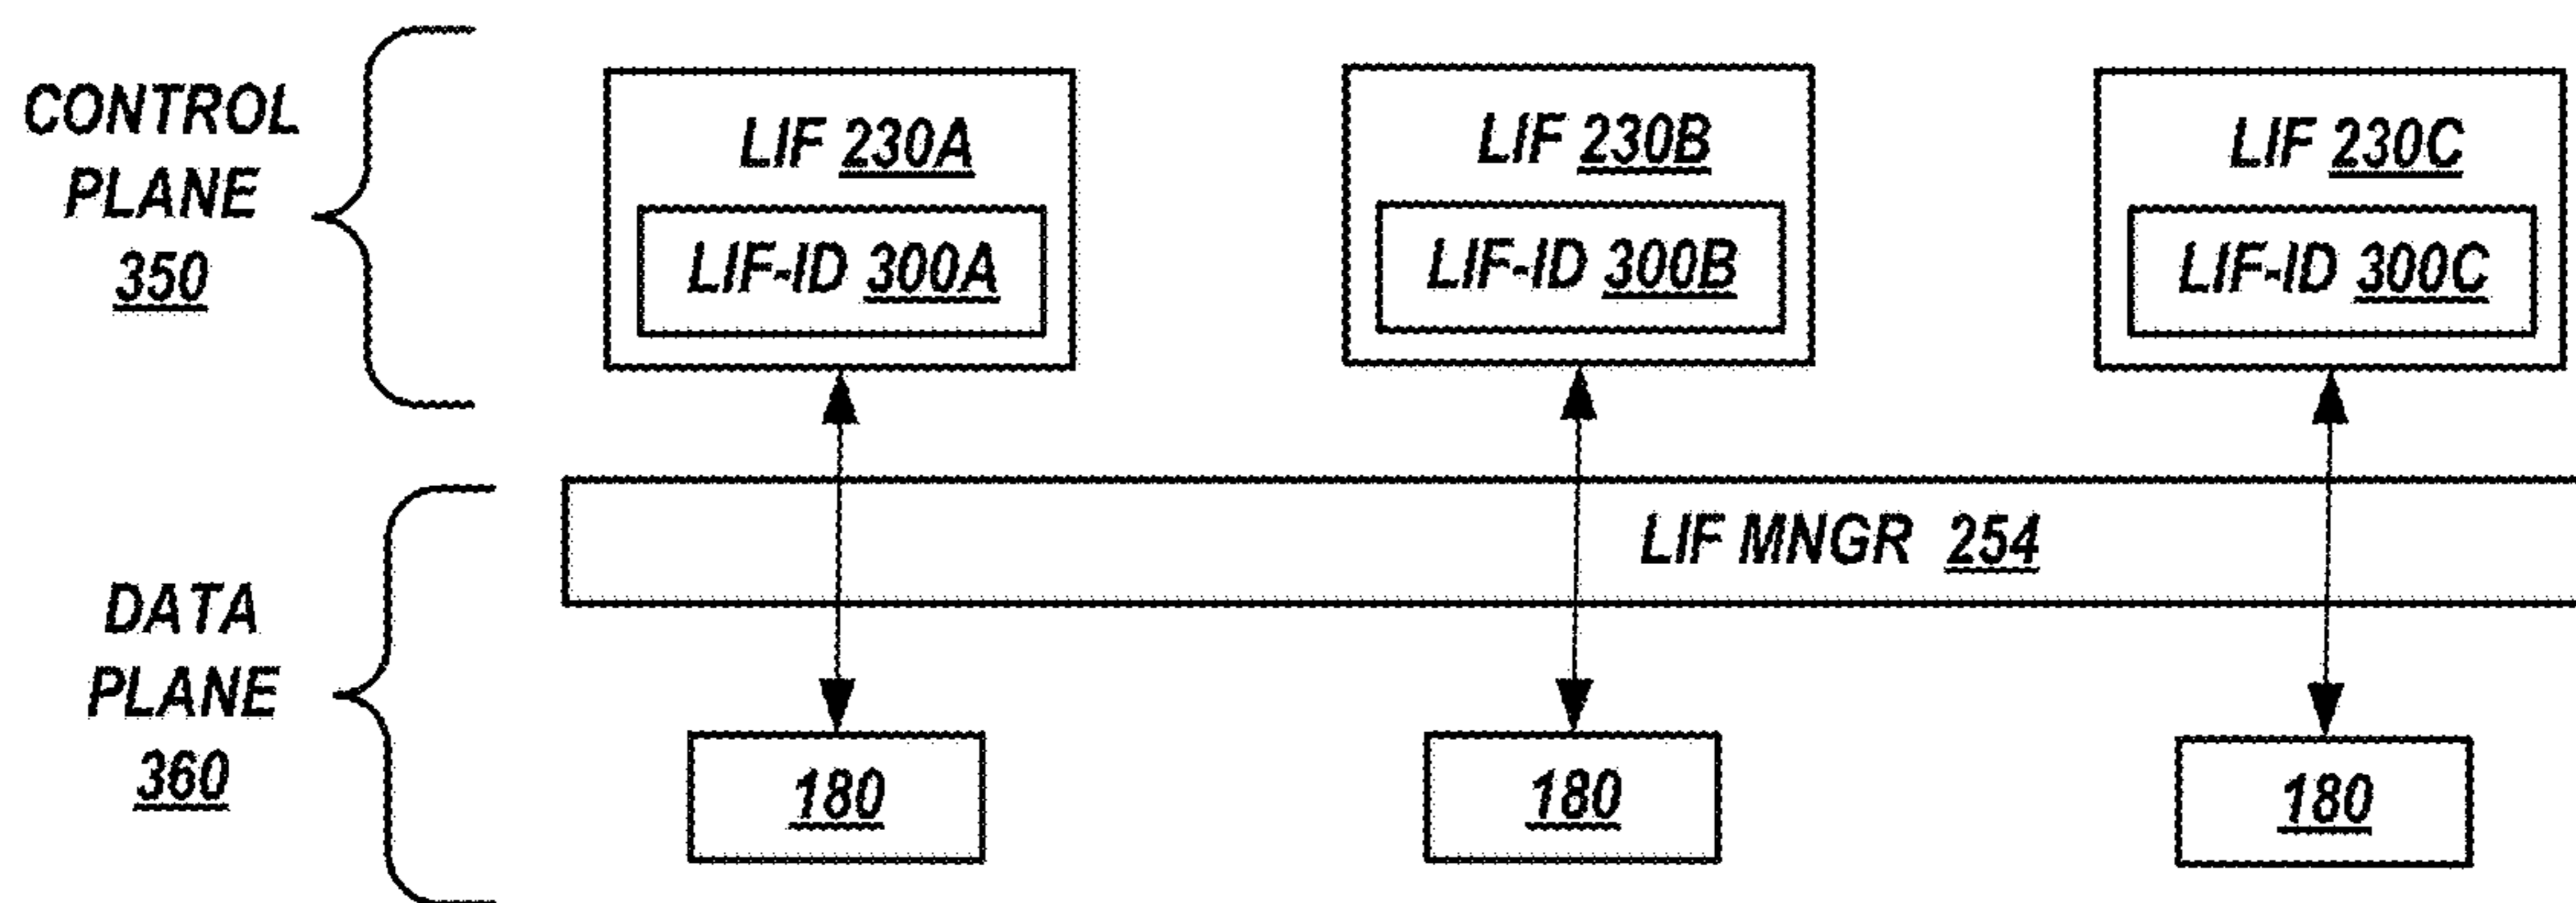 CONTROL
PLANE
350
LIF 230A
LIF-ID 300A
LIF 230B
LIF-ID 300B
LIF 230C
LIF-ID 300C
DATA
PLANE
360
LIF MNGR 254
180
180
180